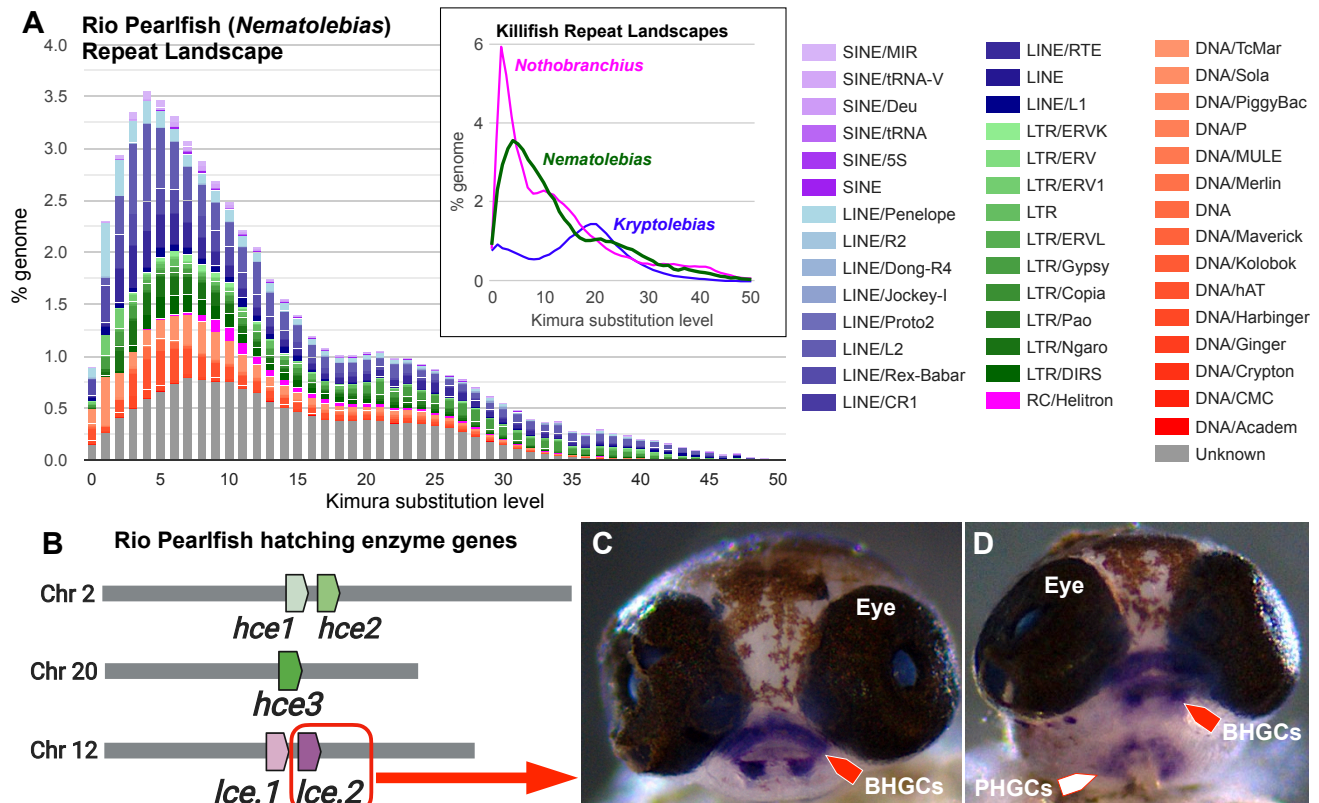 A
Rio Pearlfish (Nematolebias)
Repeat Landscape
% genome
4.0
3.5
3.0
2.5
2.0
1.5
1.0
0.5
0.0
0 5 10 15 20 25 30 35 40 45 50
Kimura substitution level
Killifish Repeat Landscapes
% genome
6
4
2
0
Nothobranchius
Nematolebias
Kryptolebias
0 10 20 30 40 50
Kimura substitution level
SINE/MIR
SINE/tRNA-V
SINE/Deu
SINE/tRNA
SINE/5S
SINE
LINE/Penelope
LINE/R2
LINE/Dong-R4
LINE/Jockey-I
LINE/Proto2
LINE/L2
LINE/Rex-Babar
LINE/CR1
LINE/RTE
LINE
LINE/L1
LTR/ERVK
LTR/ERV
LTR/ERV1
LTR
LTR/ERVL
LTR/Gypsy
LTR/Copia
LTR/Pao
LTR/Ngaro
LTR/DIRS
RC/Helitron
DNA/TcMar
DNA/Sola
DNA/PiggyBac
DNA/P
DNA/MULE
DNA/Merlin
DNA
DNA/Maverick
DNA/Kolobok
DNA/hAT
DNA/Harbinger
DNA/Ginger
DNA/Crypton
DNA/CMC
DNA/Academ
Unknown
B
Rio Pearlfish hatching enzyme genes
Chr 2
hce1 hce2
Chr 20
hce3
Chr 12
lce.1 lce.2
C
Eye
BHGCs
D
Eye
BHGCs
PHGCs